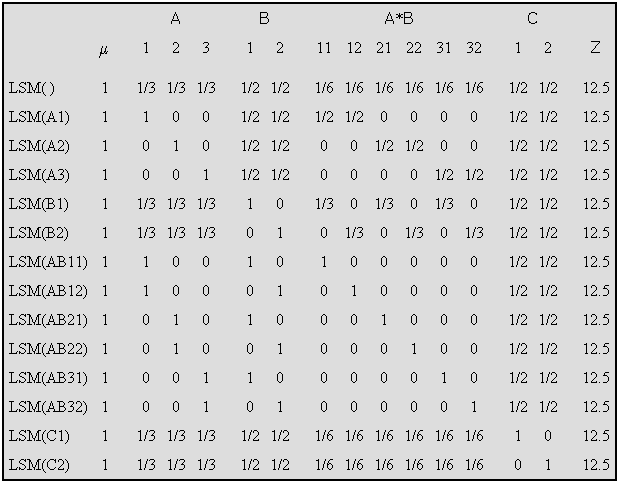 A B A*B C
μ 1 2 3 1 2 11 12 21 22 31 32 1 2 Z
LSM( ) 1 1/3 1/3 1/3 1/2 1/2 1/6 1/6 1/6 1/6 1/6 1/6 1/2 1/2 12.5
LSM(A1) 1 1 0 0 1/2 1/2 1/2 1/2 0 0 0 0 1/2 1/2 12.5
LSM(A2) 1 0 1 0 1/2 1/2 0 0 1/2 1/2 0 0 1/2 1/2 12.5
LSM(A3) 1 0 0 1 1/2 1/2 0 0 0 0 1/2 1/2 1/2 1/2 12.5
LSM(B1) 1 1/3 1/3 1/3 1 0 1/3 0 1/3 0 1/3 0 1/2 1/2 12.5
LSM(B2) 1 1/3 1/3 1/3 0 1 0 1/3 0 1/3 0 1/3 1/2 1/2 12.5
LSM(AB11) 1 1 0 0 1 0 1 0 0 0 0 0 1/2 1/2 12.5
LSM(AB12) 1 1 0 0 0 1 0 1 0 0 0 0 1/2 1/2 12.5
LSM(AB21) 1 0 1 0 1 0 0 0 1 0 0 0 1/2 1/2 12.5
LSM(AB22) 1 0 1 0 0 1 0 0 0 1 0 0 1/2 1/2 12.5
LSM(AB31) 1 0 0 1 1 0 0 0 0 0 1 0 1/2 1/2 12.5
LSM(AB32) 1 0 0 1 0 1 0 0 0 0 0 1 1/2 1/2 12.5
LSM(C1) 1 1/3 1/3 1/3 1/2 1/2 1/6 1/6 1/6 1/6 1/6 1/6 1 0 12.5
LSM(C2) 1 1/3 1/3 1/3 1/2 1/2 1/6 1/6 1/6 1/6 1/6 1/6 0 1 12.5